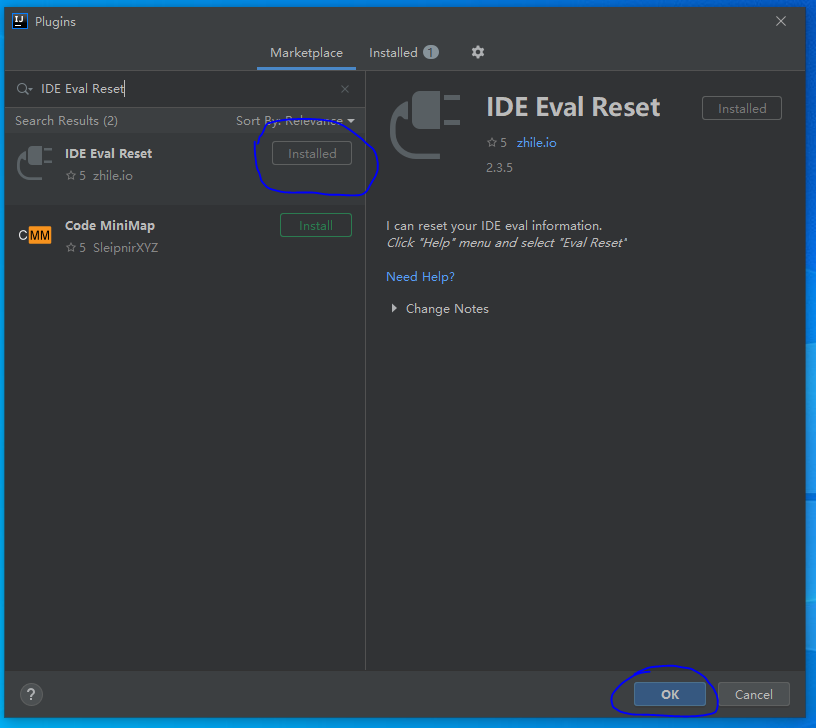 IJ Plugins
Marketplace Installed 1
IDE Eval Reset
Search Results (2) Sort By: Relevance
IDE Eval Reset Installed
5 zhile.io
CMM Code MiniMap Install
5 SleipnirXYZ
IDE Eval Reset Installed
5 zhile.io
2.3.5
I can reset your IDE eval information.
Click "Help" menu and select "Eval Reset"
Need Help?
Change Notes
? OK Cancel